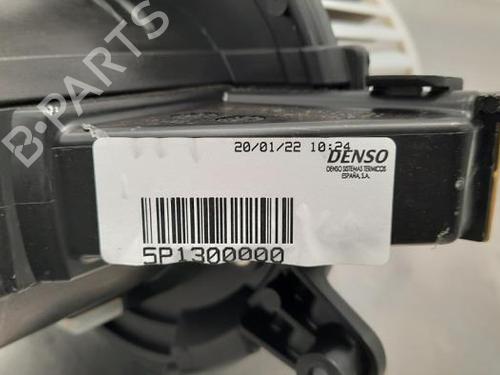 B-PARTS
20/01/22 10:24
DENSO
DENSO SISTEMAS TERMICOS
ESPAÑA, S.A.
5P1300000